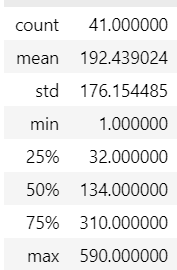 count 41.000000
mean 192.439024
std 176.154485
min 1.000000
25% 32.000000
50% 134.000000
75% 310.000000
max 590.000000